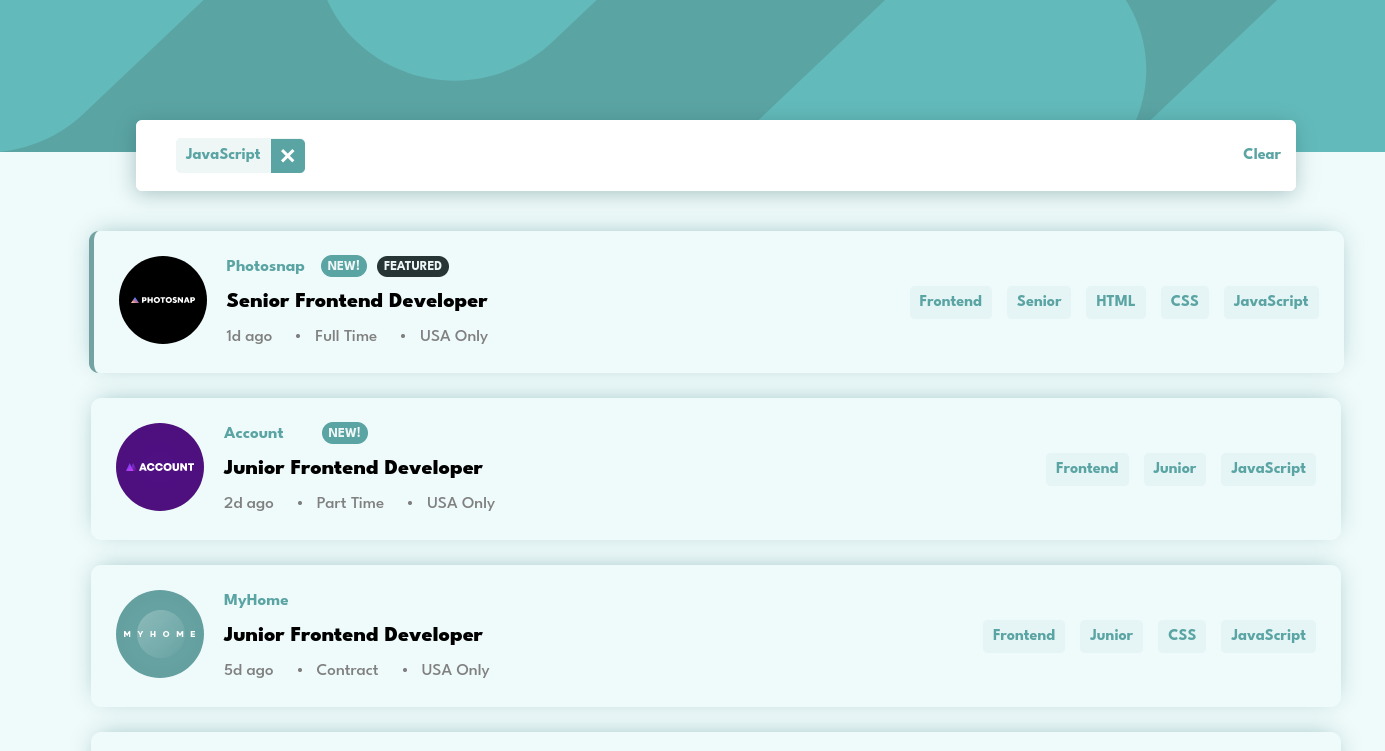 JavaScript
Clear
PHOTOSNAP
Photosnap NEW! FEATURED
Senior Frontend Developer
1d ago • Full Time • USA Only
Frontend Senior HTML CSS JavaScript
ACCOUNT
Account NEW!
Junior Frontend Developer
2d ago • Part Time • USA Only
Frontend Junior JavaScript
MYHOME
MyHome
Junior Frontend Developer
5d ago • Contract • USA Only
Frontend Junior CSS JavaScript